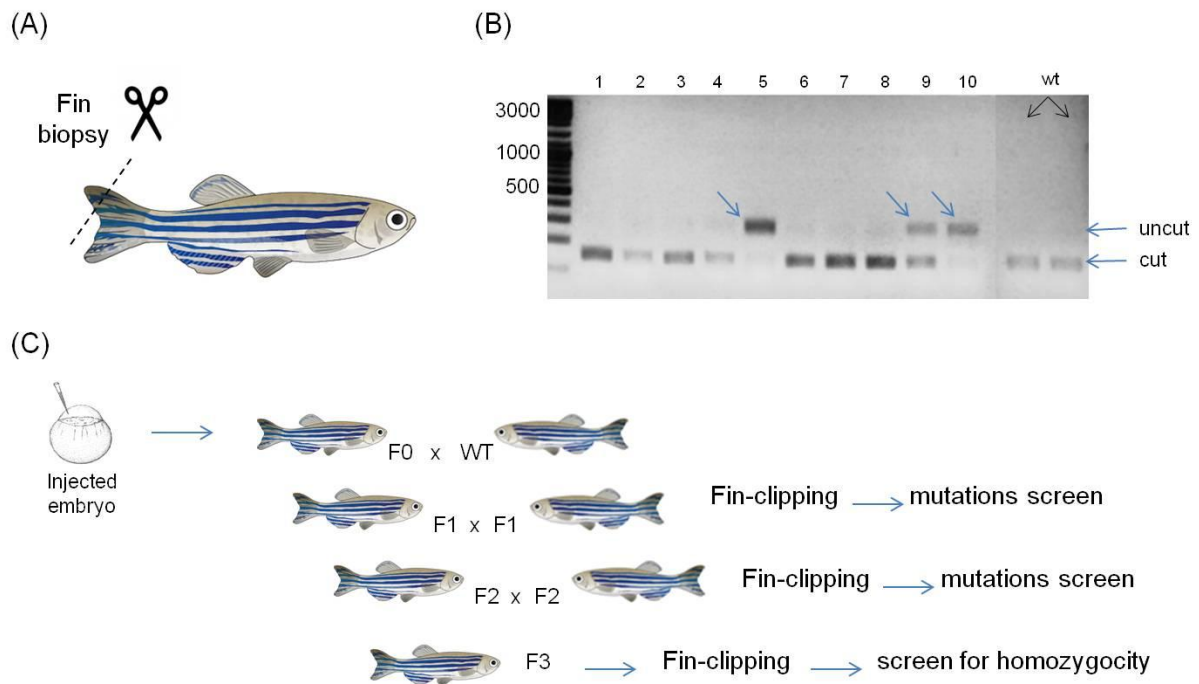 (A)
Fin
biopsy
(B)
1 2 3 4 5 6 7 8 9 10 wt
3000
1000
500
uncut
cut
(C)
Injected
embryo
F0 x WT
Fin-clipping mutations screen
F1 x F1
Fin-clipping mutations screen
F2 x F2
F3 Fin-clipping screen for homozygocity